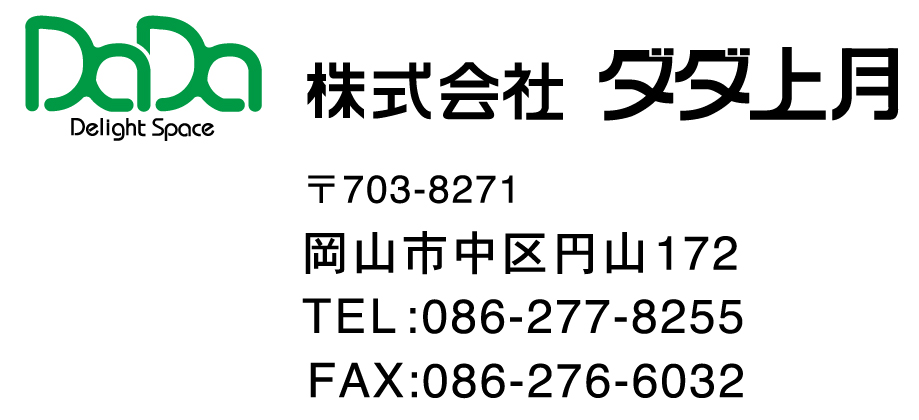 DaDa
Delight Space
株式会社 ダダ上月
〒703-8271
岡山市中区円山172
TEL:086-277-8255
FAX:086-276-6032